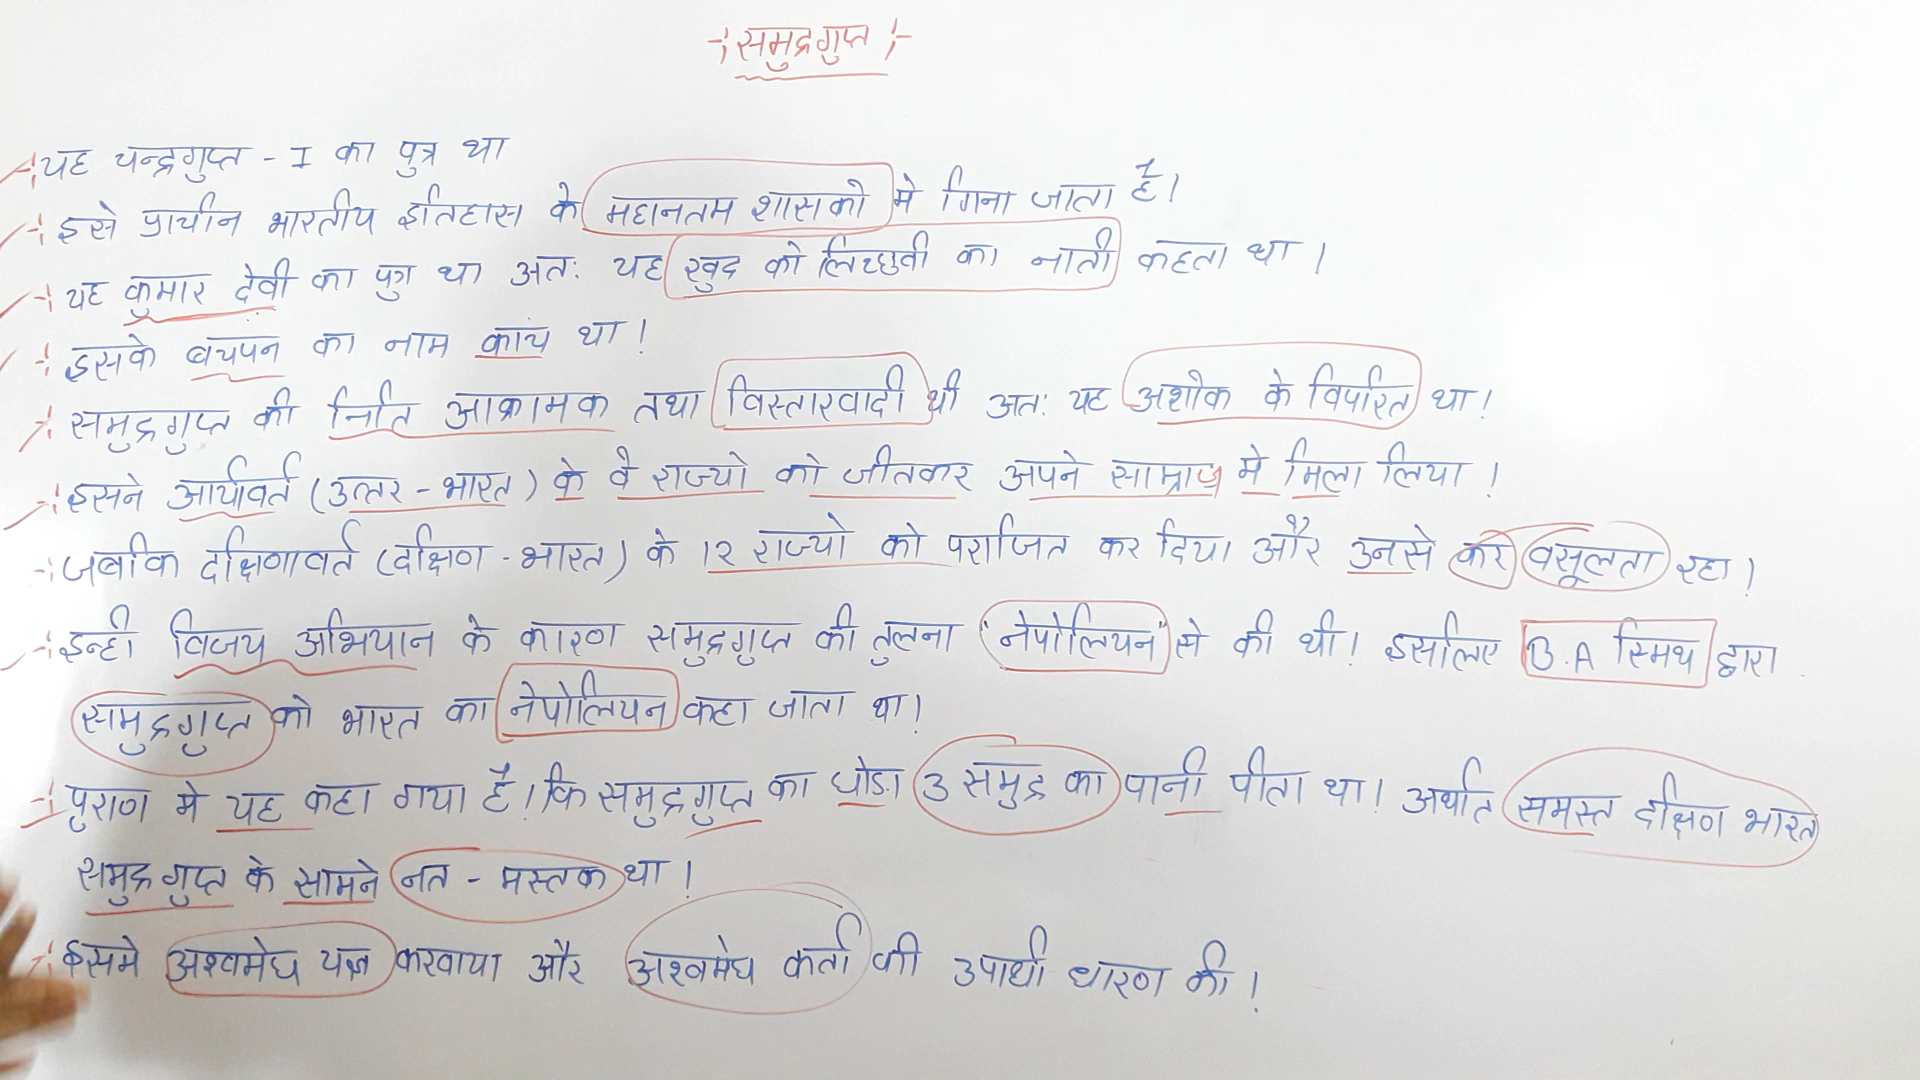 -: समुद्रगुप्त :-
-: यह चन्द्रगुप्त - I का पुत्र था
-: इसे प्राचीन भारतीय इतिहास के महानतम शासको मे गिना जाता है।
-: यह कुमार देवी का पुत्र था अतः यह खुद को लिच्छवी का नाती कहता था।
-: इसके बचपन का नाम कांच था!
-: समुद्रगुप्त की निति आक्रामक तथा विस्तारवादी थी अतः यह अशोक के विपरित था!
-: इसने आर्यावर्त (उत्तर - भारत) के वे राज्यो को जीतकर अपने साम्राज्य मे मिला लिया!
-: जबकि दक्षिणावर्त (दक्षिण - भारत) के 12 राज्यो को पराजित कर दिया और उनसे कर वसूलता रहा।
-: इन्ही विजय अभियान के कारण समुद्रगुप्त की तुलना "नेपोलियन" से की थी। इसलिए B.A स्मिथ द्वारा
समुद्रगुप्त को भारत का नेपोलियन कहा जाता था।
-: पुराण मे यह कहा गया है। कि समुद्रगुप्त का घोडा 3 समुद्र का पानी पीता था। अर्थात समस्त दक्षिण भारत
समुद्रगुप्त के सामने नत - मस्तक था।
-: इसमे अश्वमेघ यज्ञ करवाया और अश्वमेघ कर्ता की उपाधी धारण की।